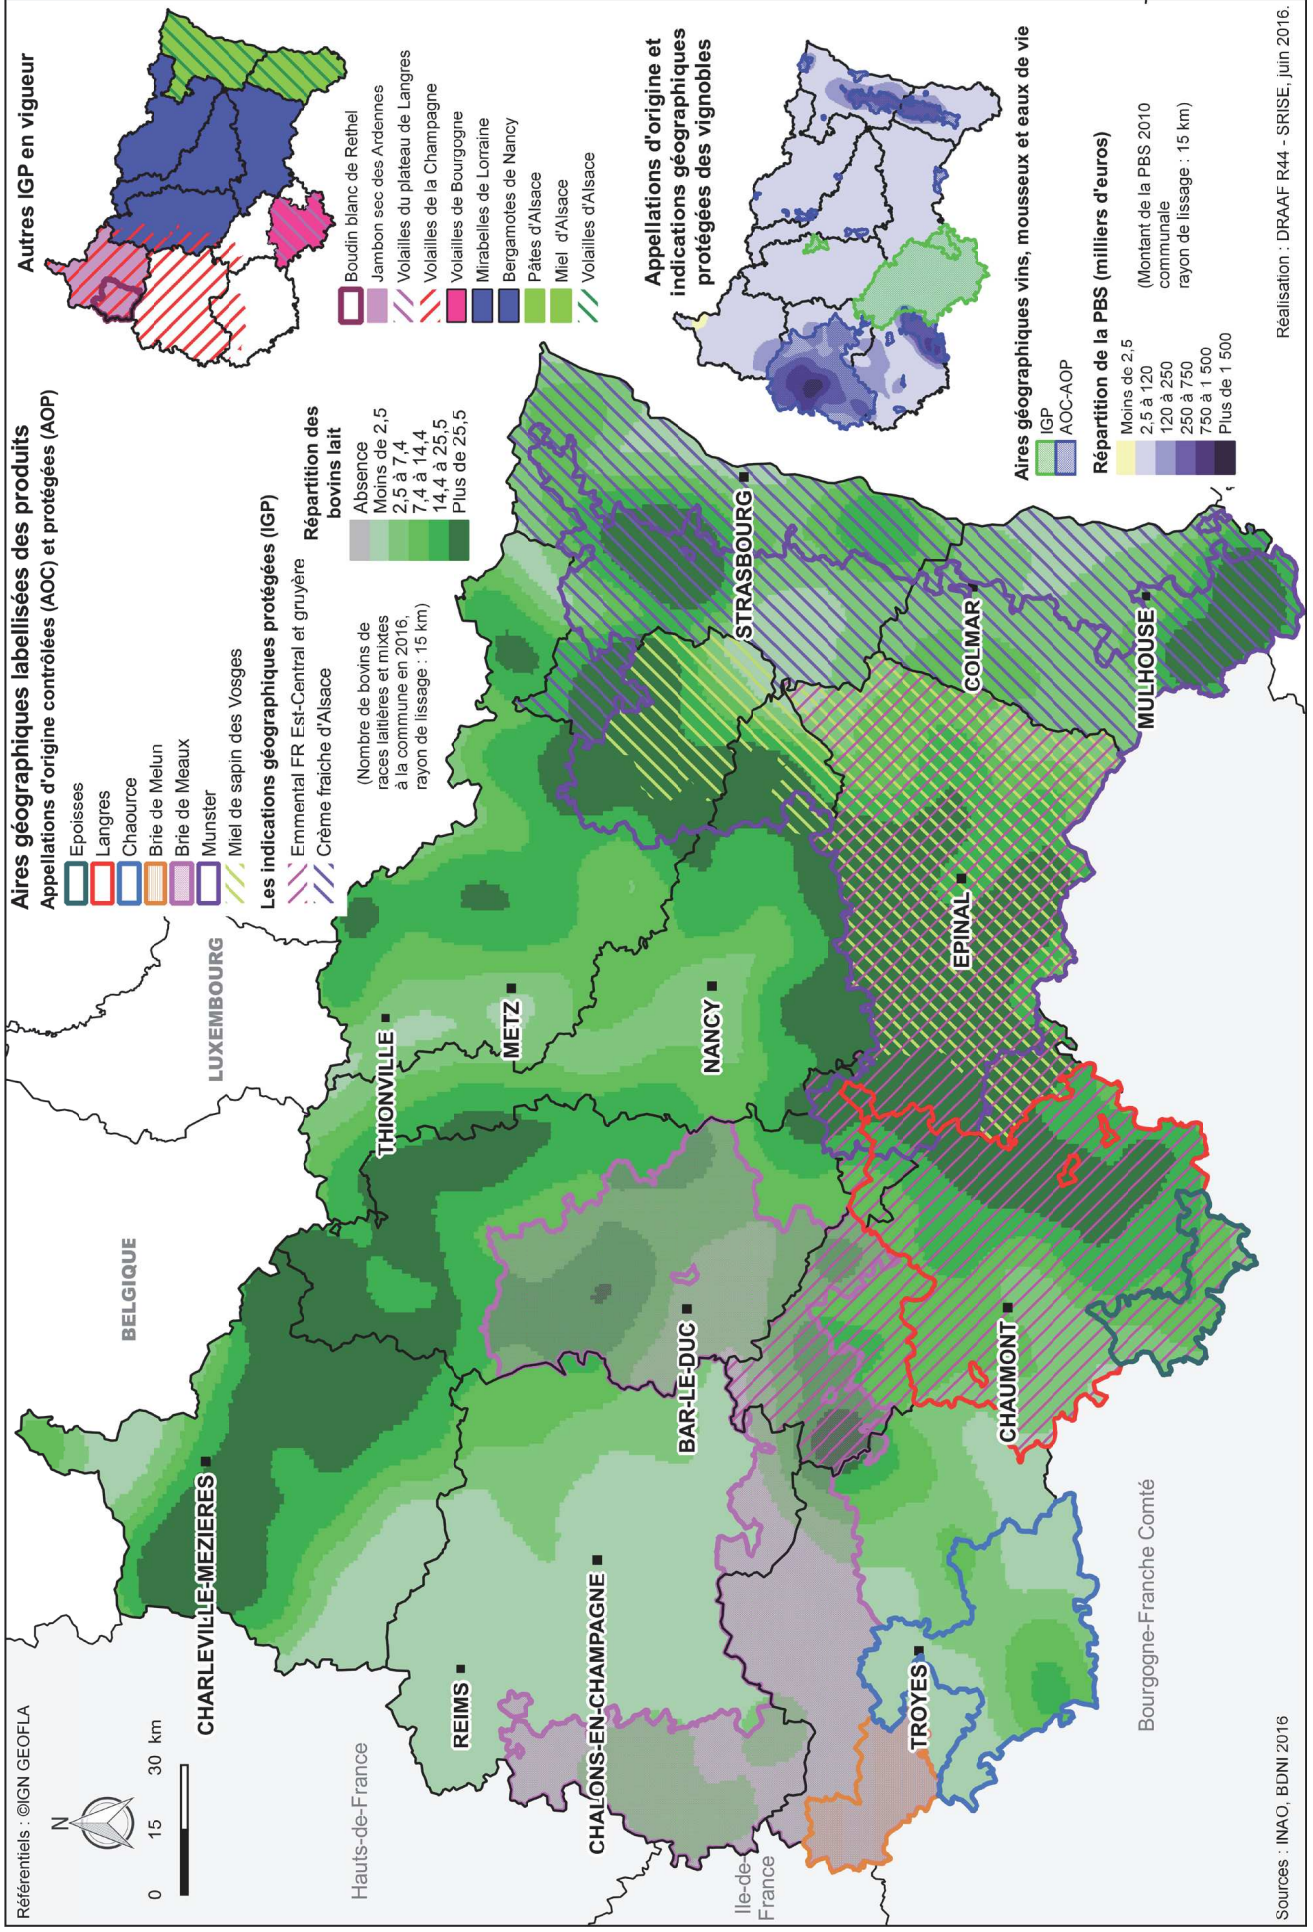 Référentiels : ©IGN GEOFLA
N
0 15 30 km
Aires géographiques labellisées des produits
Appellations d'origine contrôlées (AOC) et protégées (AOP)
Epoisses
Langres
Chaource
Brie de Melun
Brie de Meaux
Munster
Miel de sapin des Vosges
Les indications géographiques protégées (IGP)
Emmental FR Est-Central et gruyère
Crème fraiche d'Alsace
Répartition des
bovins lait
Absence
Moins de 2,5
2,5 à 7,4
7,4 à 14,4
14,4 à 25,5
Plus de 25,5
(Nombre de bovins de
races laitières et mixtes
à la commune en 2016,
rayon de lissage : 15 km)
Autres IGP en vigueur
Boudin blanc de Rethel
Jambon sec des Ardennes
Volailles du plateau de Langres
Volailles de la Champagne
Volailles de Bourgogne
Mirabelles de Lorraine
Bergamotes de Nancy
Pâtes d'Alsace
Miel d'Alsace
Volailles d'Alsace
Appellations d'origine et
indications géographiques
protégées des vignobles
Aires géographiques vins, mousseux et eaux de vie
IGP
AOC-AOP
Répartition de la PBS (milliers d'euros)
Moins de 2,5
2,5 à 120
120 à 250
250 à 750
750 à 1 500
Plus de 1 500
(Montant de la PBS 2010
communale
rayon de lissage : 15 km)
BELGIQUE
LUXEMBOURG
Hauts-de-France
Ile-de-
France
Bourgogne-Franche Comté
CHARLEVILLE-MEZIERES
THIONVILLE
REIMS
METZ
CHALONS-EN-CHAMPAGNE
BAR-LE-DUC
NANCY
STRASBOURG
TROYES
CHAUMONT
EPINAL
COLMAR
MULHOUSE
Sources : INAO, BDNI 2016
Réalisation : DRAAF R44 - SRISE, juin 2016.